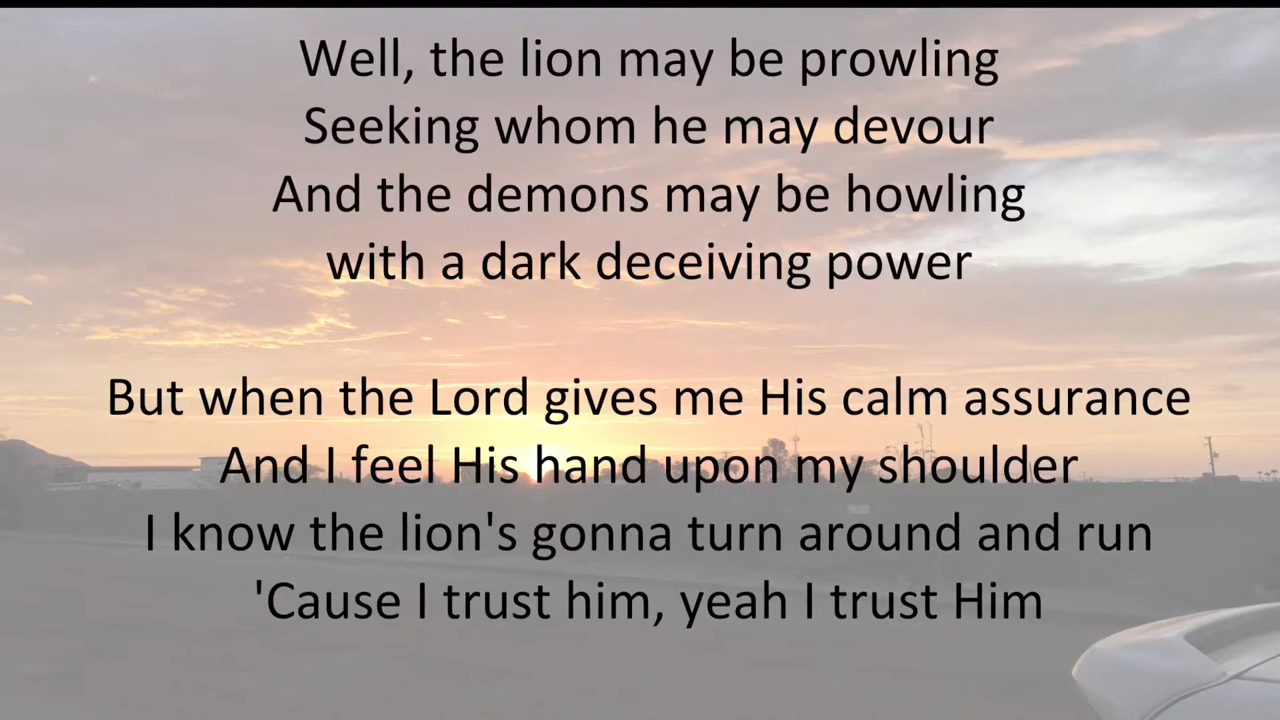 Well, the lion may be prowling
Seeking whom he may devour
And the demons may be howling
with a dark deceiving power
But when the Lord gives me His calm assurance
And I feel His hand upon my shoulder
I know the lion's gonna turn around and run
'Cause I trust him, yeah I trust Him